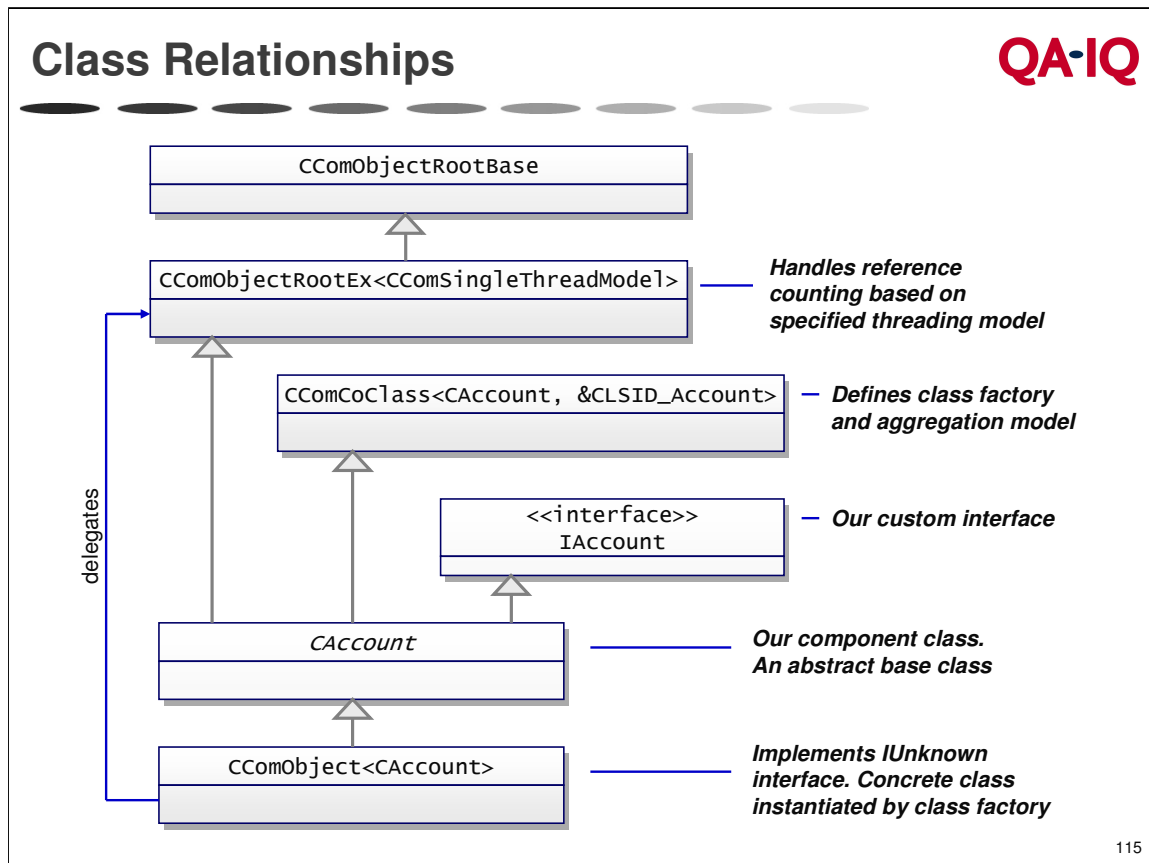 Class Relationships
QA-IQ
CComObjectRootBase
CComObjectRootEx<CComSingleThreadModel>
Handles reference
counting based on
specified threading model
CComCoClass<CAccount, &CLSID_Account>
Defines class factory
and aggregation model
<<interface>>
IAccount
Our custom interface
delegates
CAccount
Our component class.
An abstract base class
CComObject<CAccount>
Implements IUnknown
interface. Concrete class
instantiated by class factory
115